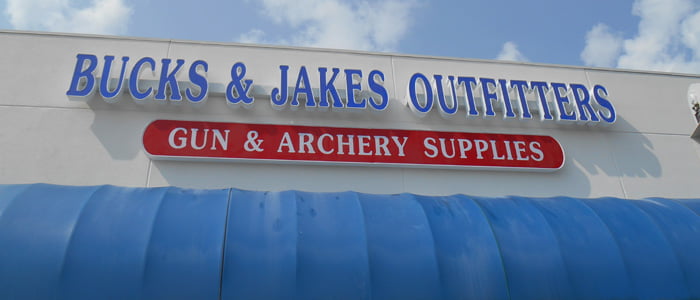 BUCKS & JAKES OUTFITTERS
GUN & ARCHERY SUPPLIES